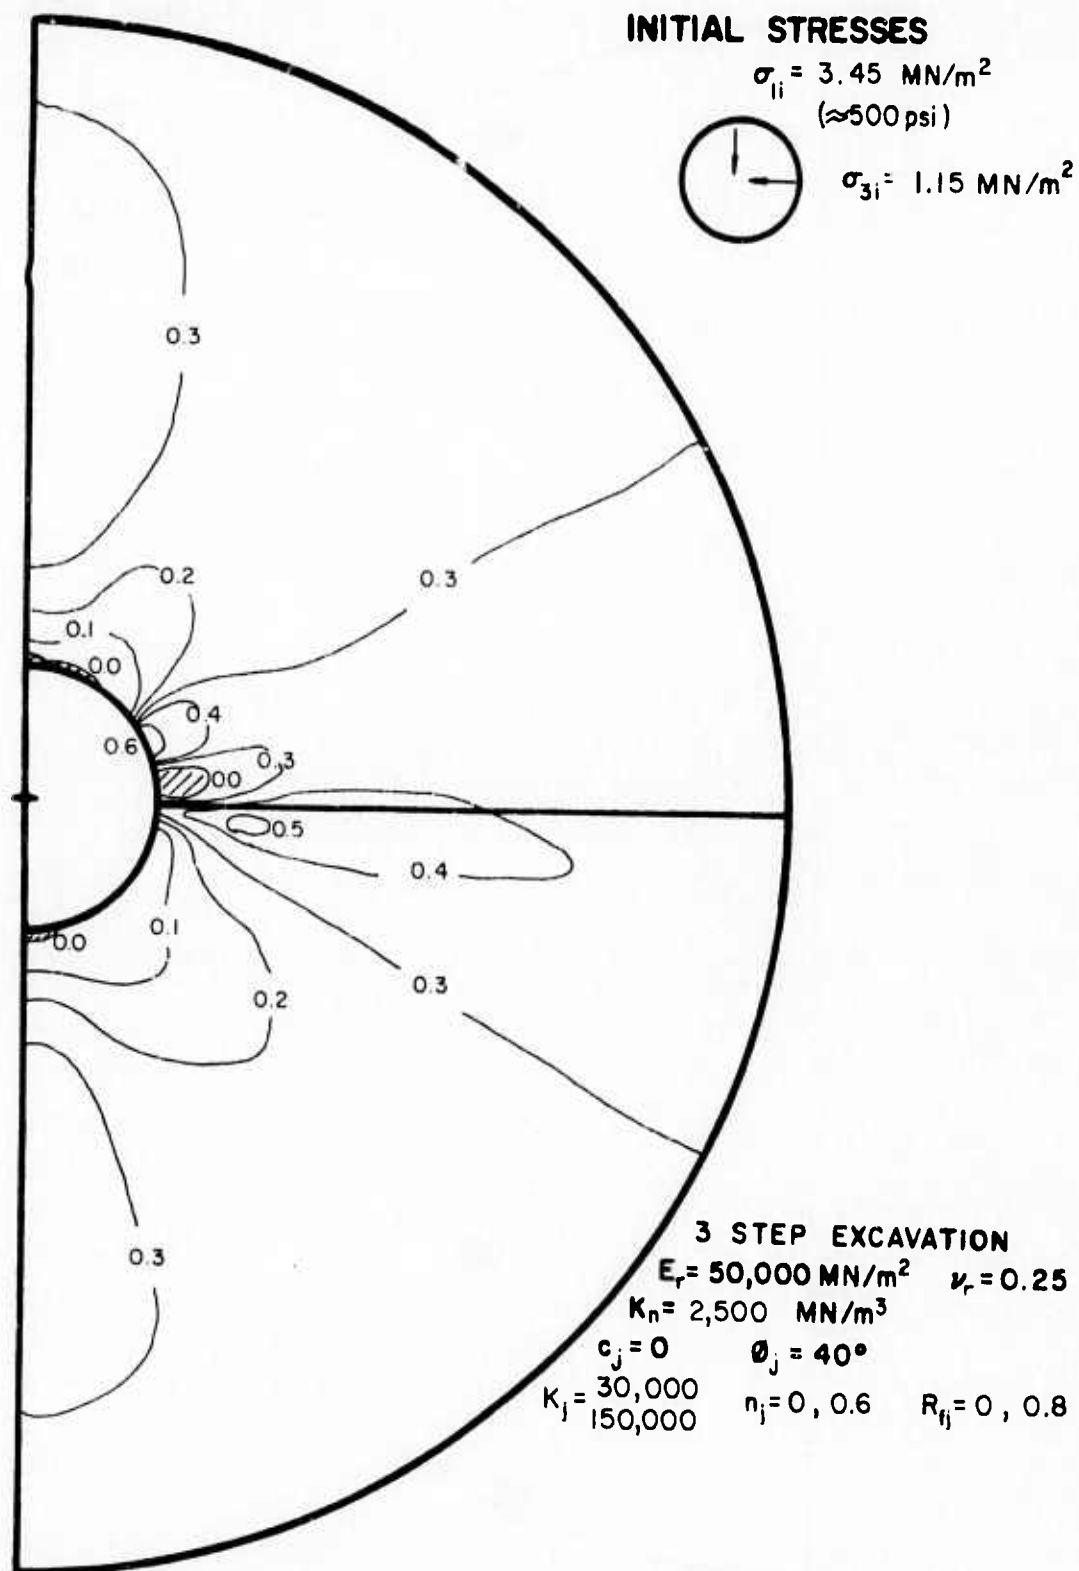 INITIAL STRESSES
σ₁ᵢ = 3.45 MN/m²
(≈500 psi)
σ₃ᵢ = 1.15 MN/m²
0.3
0.3
0.2
0.1
0.0
0.4
0.6
0.3
0.0
0.5
0.4
0.1
0.0
0.3
0.2
0.3
3 STEP EXCAVATION
Eᵣ = 50,000 MN/m² νᵣ = 0.25
Kₙ = 2,500 MN/m³
cⱼ = 0 Øⱼ = 40°
Kⱼ = 30,000 / 150,000 nⱼ = 0, 0.6 R_fj = 0, 0.8